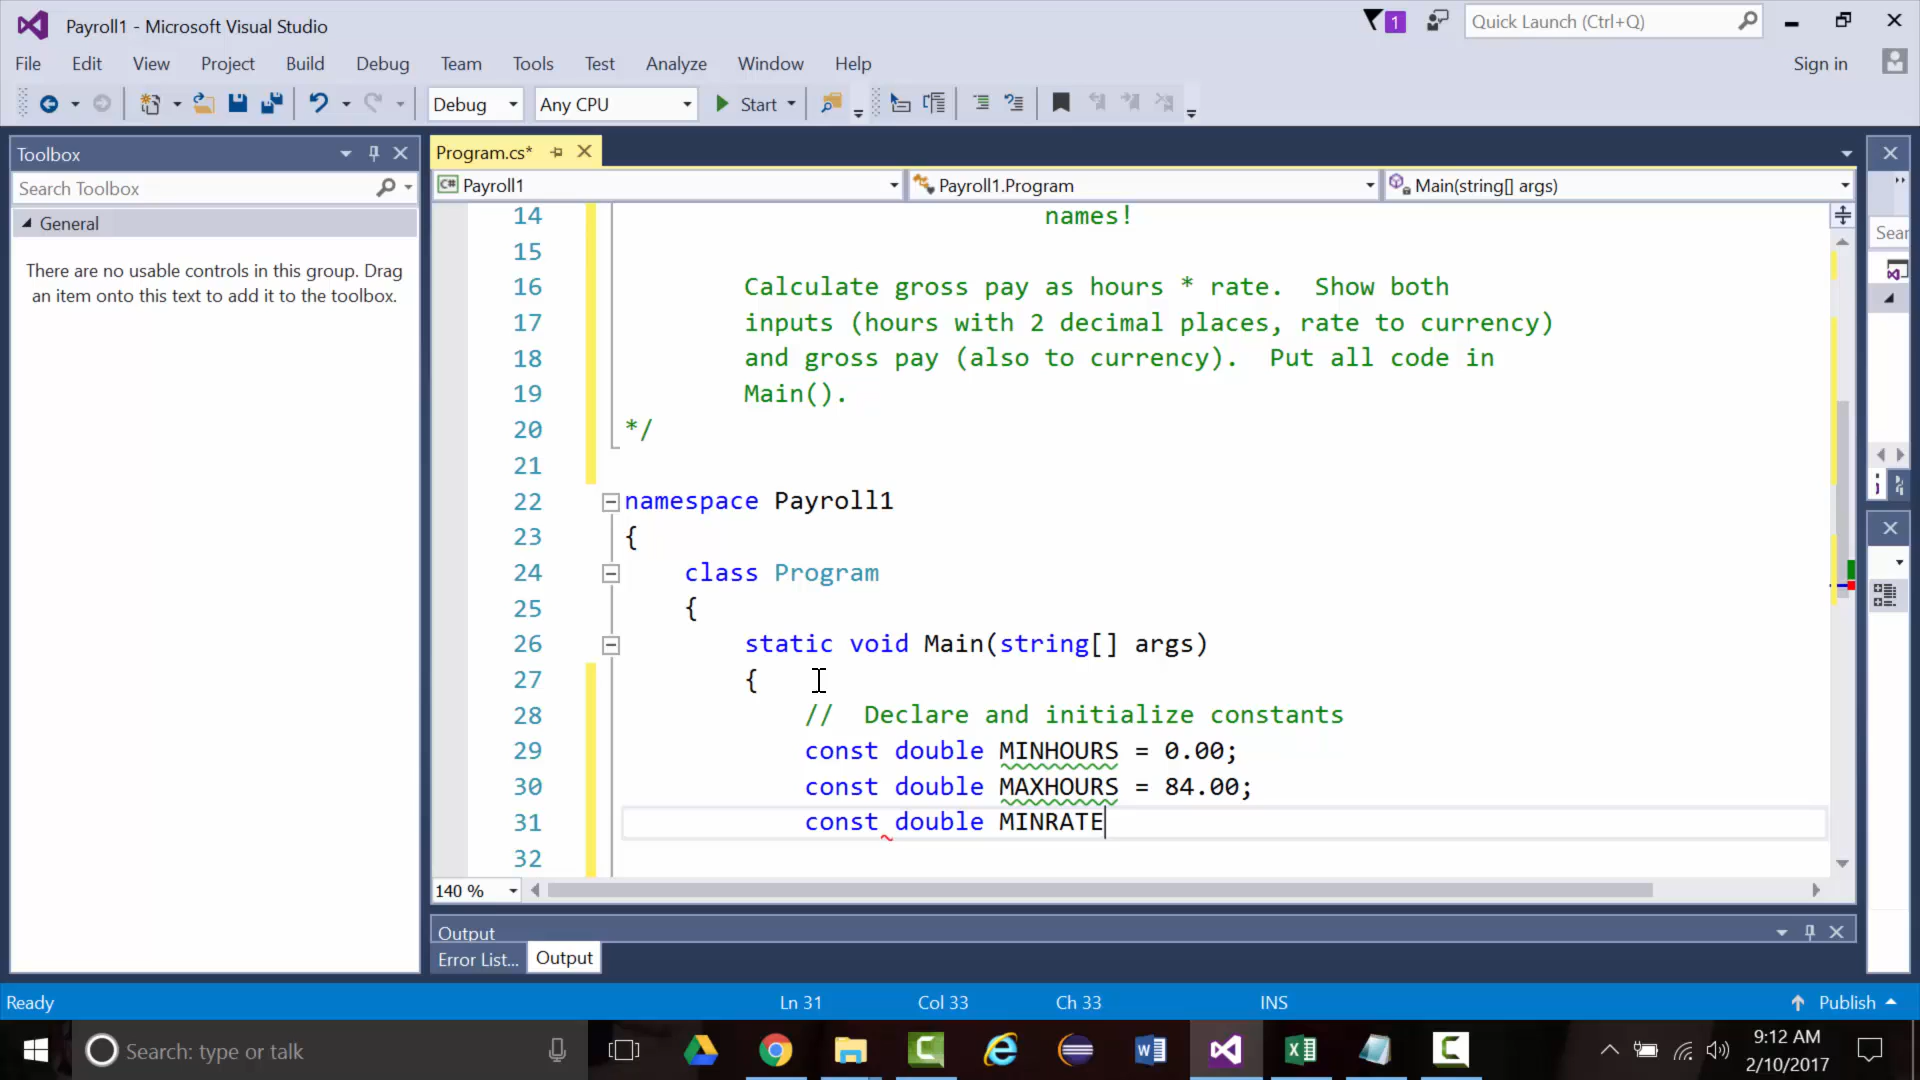 Payroll1 - Microsoft Visual Studio
1
Quick Launch (Ctrl+Q)
File Edit View Project Build Debug Team Tools Test Analyze Window Help
Sign in
Debug Any CPU Start
Toolbox
Search Toolbox
General
There are no usable controls in this group. Drag
an item onto this text to add it to the toolbox.
Program.cs*
C# Payroll1 Payroll1.Program Main(string[] args)
Sear
14 names!
15
16 Calculate gross pay as hours * rate.  Show both
17 inputs (hours with 2 decimal places, rate to currency)
18 and gross pay (also to currency).  Put all code in
19 Main().
20 */
21
22 namespace Payroll1
23 {
24 class Program
25 {
26 static void Main(string[] args)
27 {
28 //  Declare and initialize constants
29 const double MINHOURS = 0.00;
30 const double MAXHOURS = 84.00;
31 const double MINRATE
32
140 %
Output
Error List... Output
Ready Ln 31 Col 33 Ch 33 INS Publish
Search: type or talk
9:12 AM
2/10/2017